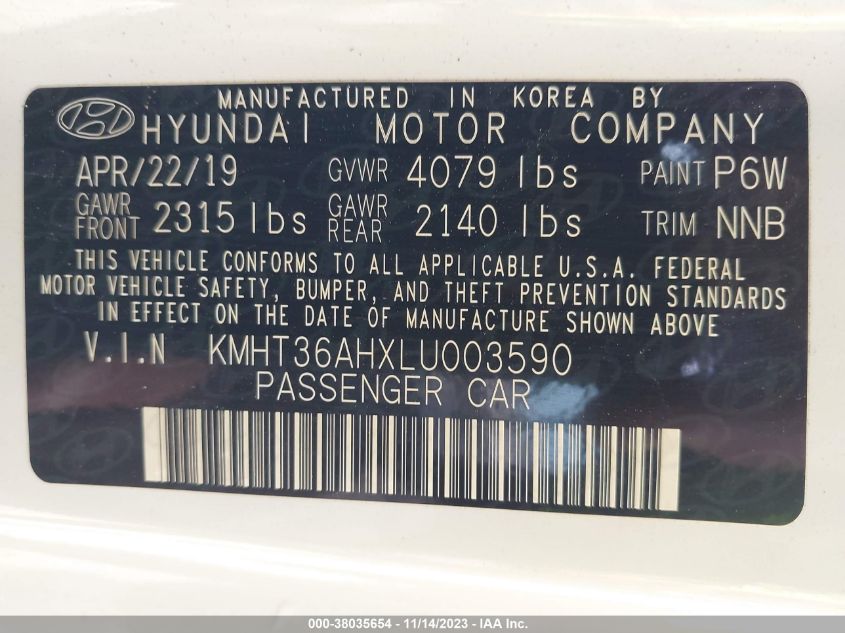 MANUFACTURED IN KOREA BY
HYUNDAI MOTOR COMPANY
APR/22/19 GVWR 4079 lbs PAINT P6W
GAWR FRONT 2315 lbs GAWR REAR 2140 lbs TRIM NNB
THIS VEHICLE CONFORMS TO ALL APPLICABLE U.S.A. FEDERAL
MOTOR VEHICLE SAFETY, BUMPER, AND THEFT PREVENTION STANDARDS
IN EFFECT ON THE DATE OF MANUFACTURE SHOWN ABOVE
V.I.N KMHT36AHXLU003590
PASSENGER CAR
000-38035654 - 11/14/2023 - IAA Inc.